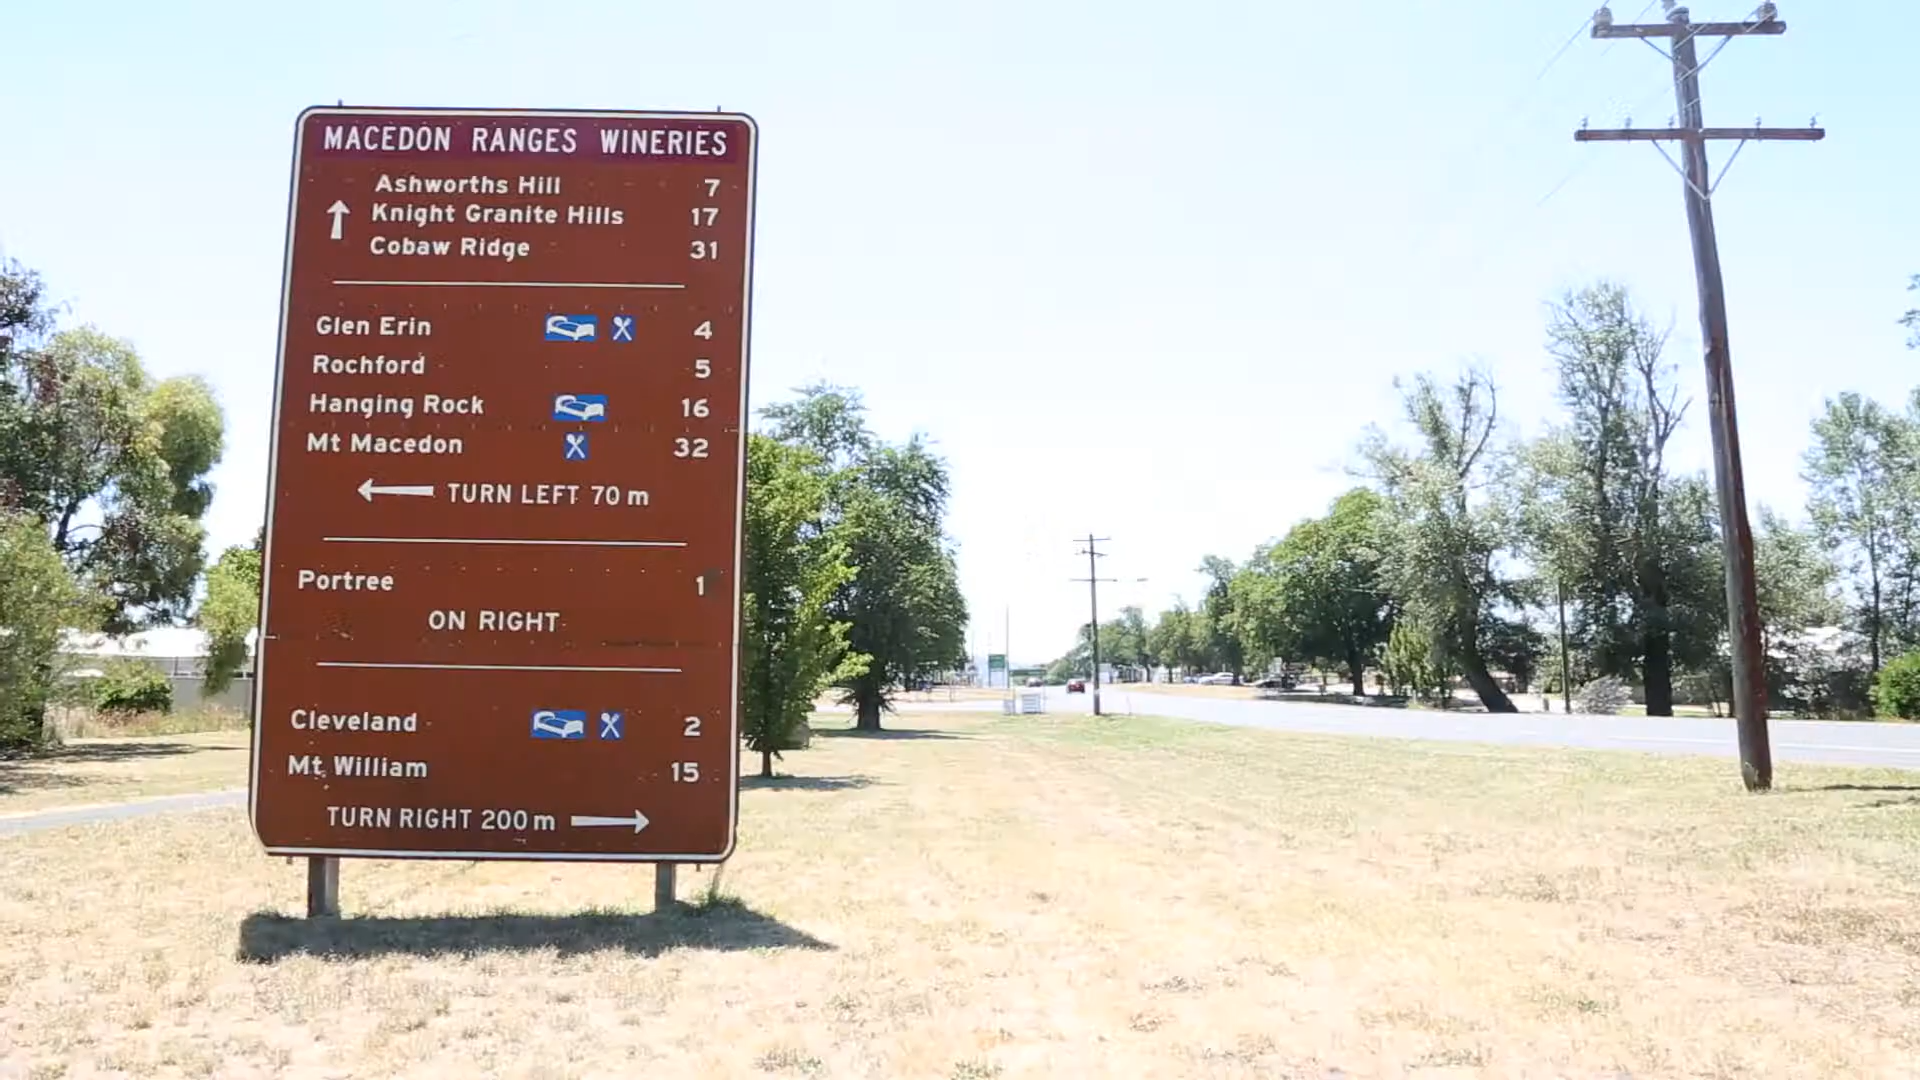 MACEDON RANGES WINERIES
Ashworths Hill 7
Knight Granite Hills 17
Cobaw Ridge 31
Glen Erin 4
Rochford 5
Hanging Rock 16
Mt Macedon 32
TURN LEFT 70 m
Portree 1
ON RIGHT
Cleveland 2
Mt William 15
TURN RIGHT 200 m